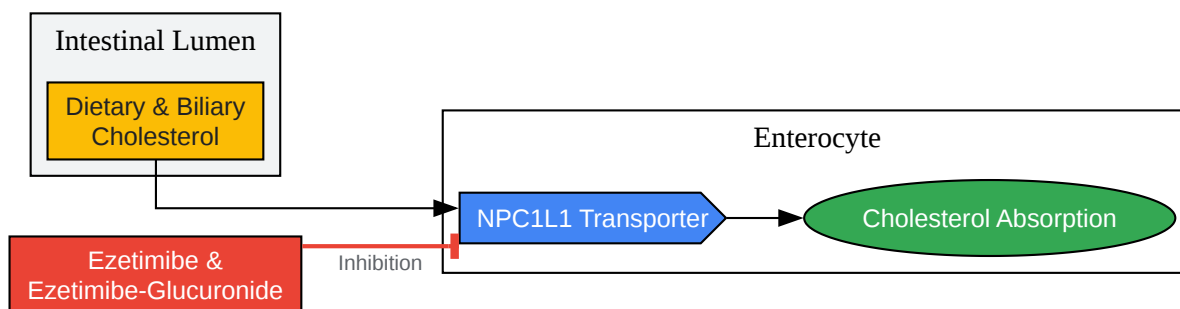 Intestinal Lumen
Dietary & Biliary
Cholesterol
Enterocyte
NPC1L1 Transporter
Cholesterol Absorption
Ezetimibe &
Ezetimibe-Glucuronide
Inhibition